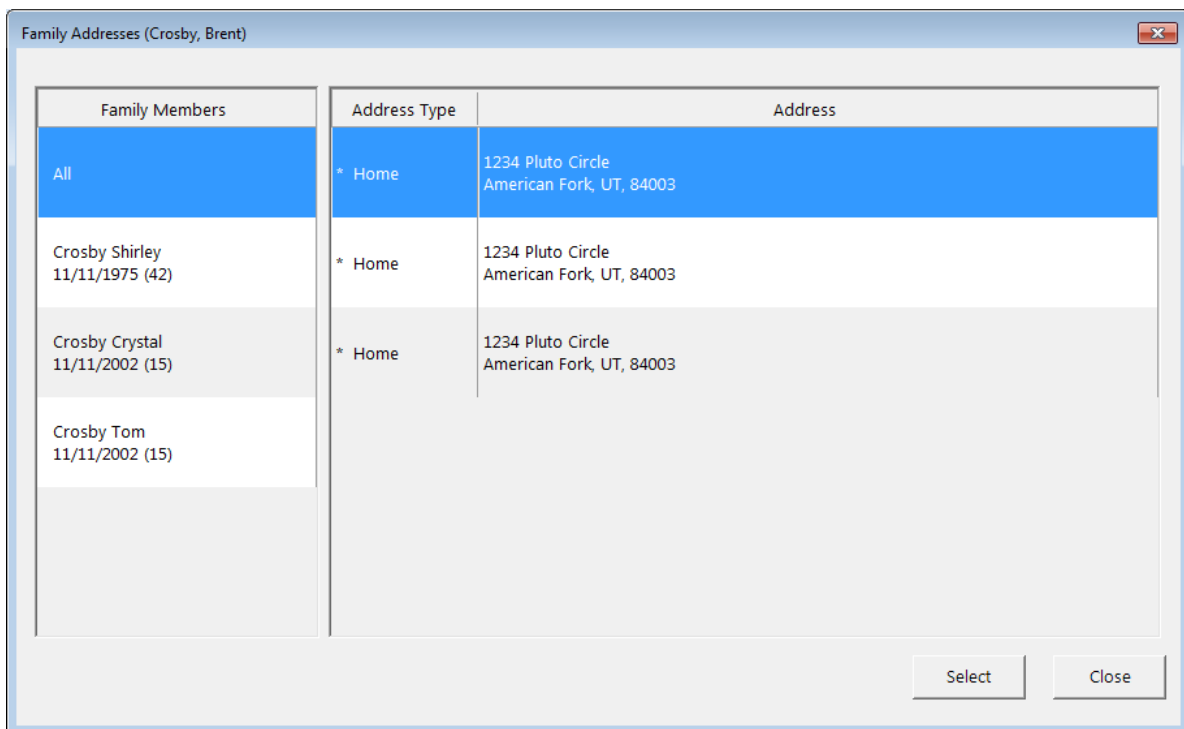 Family Addresses (Crosby, Brent)
Family Members
All
Crosby Shirley
11/11/1975 (42)
Crosby Crystal
11/11/2002 (15)
Crosby Tom
11/11/2002 (15)
Address Type Address
* Home
1234 Pluto Circle
American Fork, UT, 84003
* Home
1234 Pluto Circle
American Fork, UT, 84003
* Home
1234 Pluto Circle
American Fork, UT, 84003
Select Close